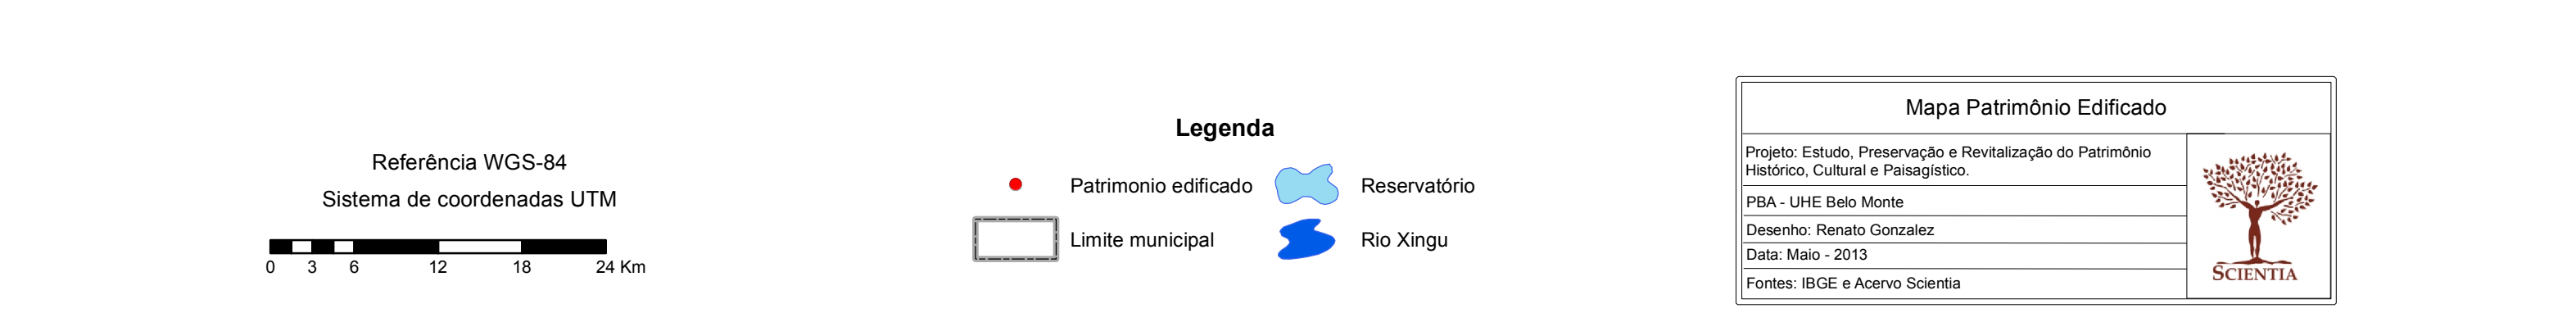 Referência WGS-84
Sistema de coordenadas UTM
0 3 6 12 18 24 Km
Legenda
Patrimonio edificado
Reservatório
Limite municipal
Rio Xingu
Mapa Patrimônio Edificado
Projeto: Estudo, Preservação e Revitalização do Patrimônio
Histórico, Cultural e Paisagístico.
PBA - UHE Belo Monte
Desenho: Renato Gonzalez
Data: Maio - 2013
Fontes: IBGE e Acervo Scientia
SCIENTIA